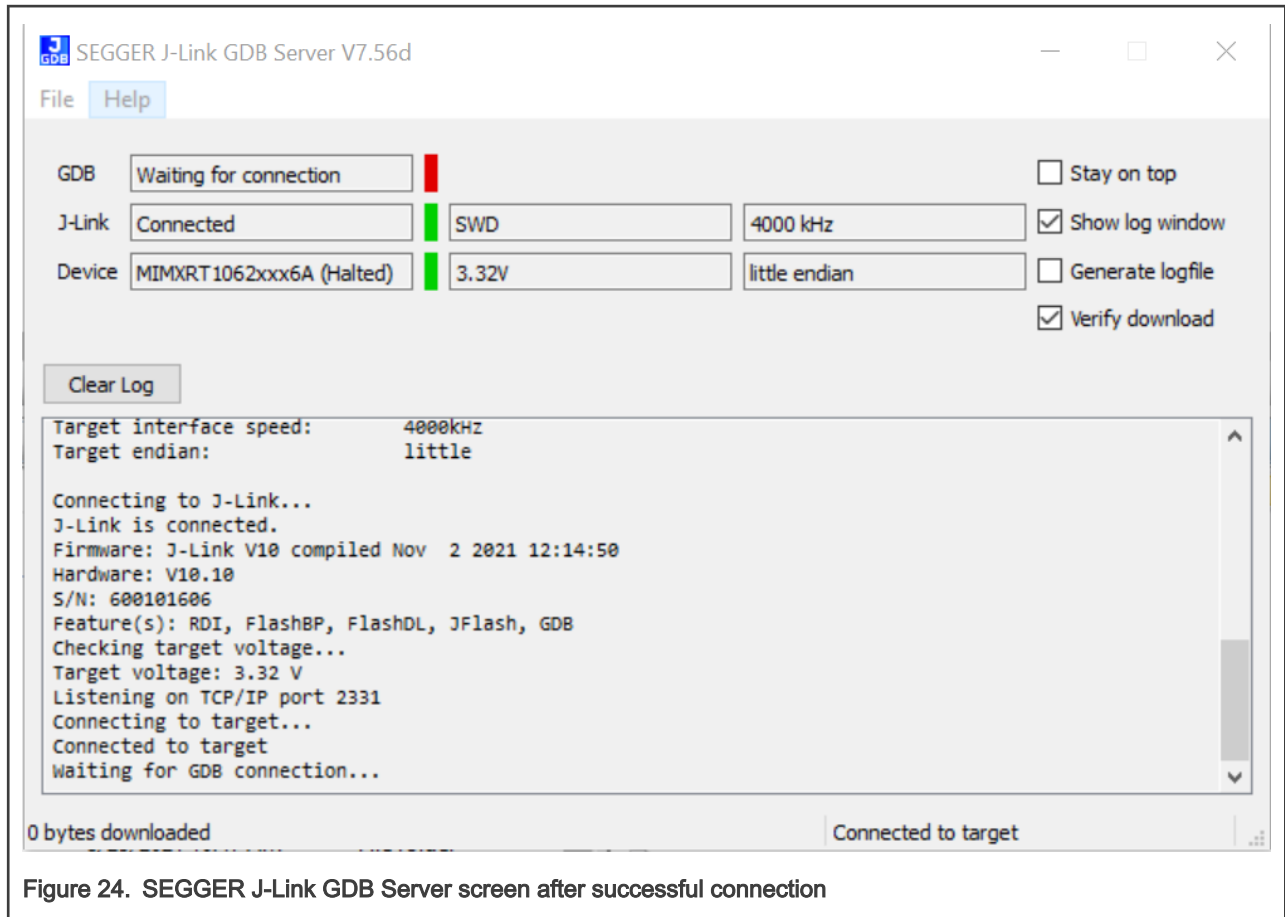 J
GDB
SEGGER J-Link GDB Server V7.56d
File Help
GDB Waiting for connection Stay on top
J-Link Connected SWD 4000 kHz Show log window
Device MIMXRT1062xxx6A (Halted) 3.32V little endian Generate logfile
Verify download
Clear Log
Target interface speed: 4000kHz
Target endian: little
Connecting to J-Link...
J-Link is connected.
Firmware: J-Link V10 compiled Nov  2 2021 12:14:50
Hardware: V10.10
S/N: 600101606
Feature(s): RDI, FlashBP, FlashDL, JFlash, GDB
Checking target voltage...
Target voltage: 3.32 V
Listening on TCP/IP port 2331
Connecting to target...
Connected to target
Waiting for GDB connection...
0 bytes downloaded Connected to target
Figure 24. SEGGER J-Link GDB Server screen after successful connection